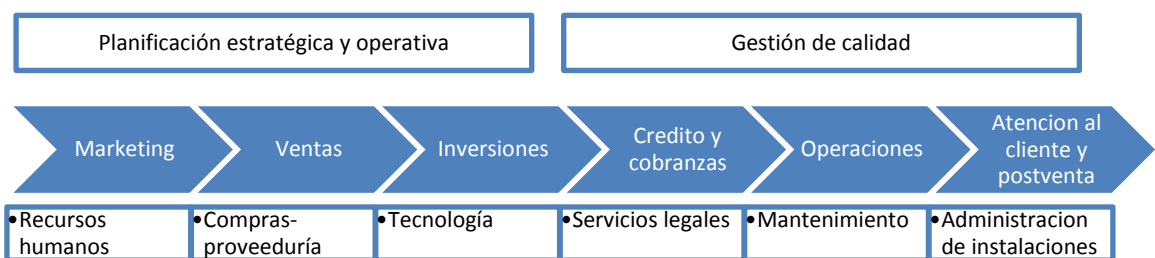 Planificación estratégica y operativa
Gestión de calidad
Marketing
Ventas
Inversiones
Credito y
cobranzas
Operaciones
Atencion al
cliente y
postventa
•Recursos
humanos
•Compras-
proveeduría
•Tecnología
•Servicios legales
•Mantenimiento
•Administracion
de instalaciones